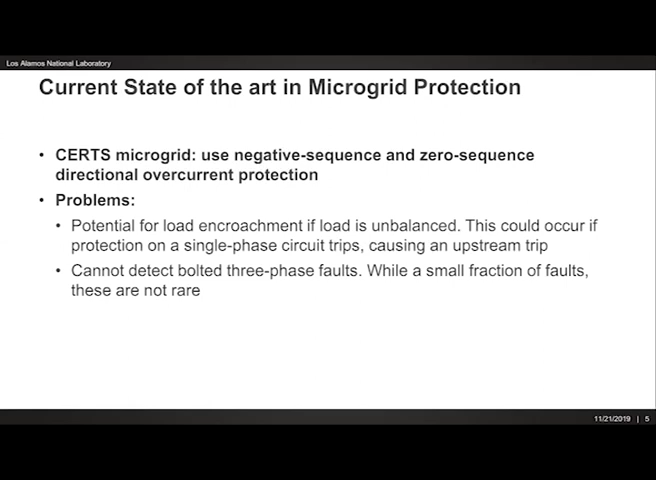 Los Alamos National Laboratory
Current State of the art in Microgrid Protection
• CERTS microgrid: use negative-sequence and zero-sequence
directional overcurrent protection
• Problems:
• Potential for load encroachment if load is unbalanced. This could occur if
protection on a single-phase circuit trips, causing an upstream trip
• Cannot detect bolted three-phase faults. While a small fraction of faults,
these are not rare
11/21/2019 | 5